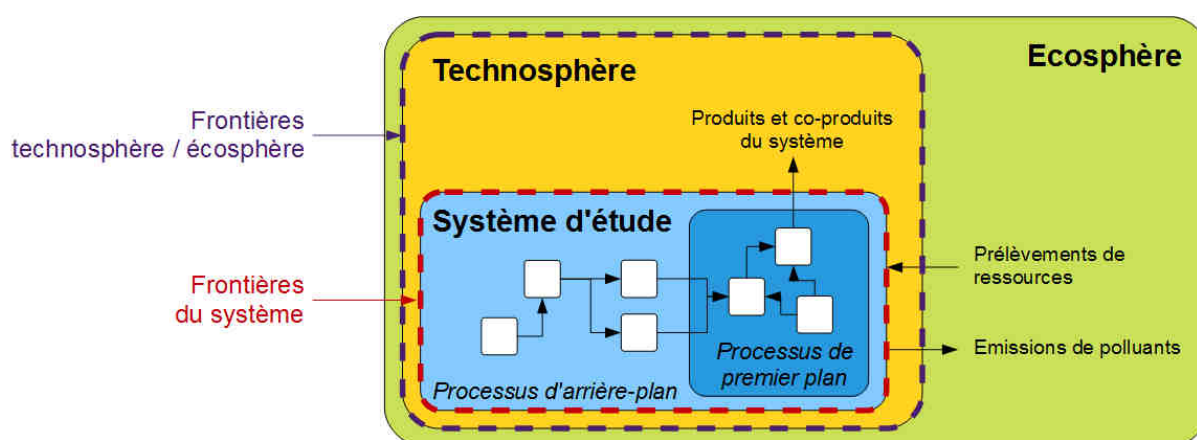 Ecosphère
Technosphère
Frontières
technosphère / écosphère
Produits et co-produits
du système
Système d'étude
Prélèvements de
ressources
Frontières
du système
Emissions de polluants
Processus de
premier plan
Processus d'arrière-plan